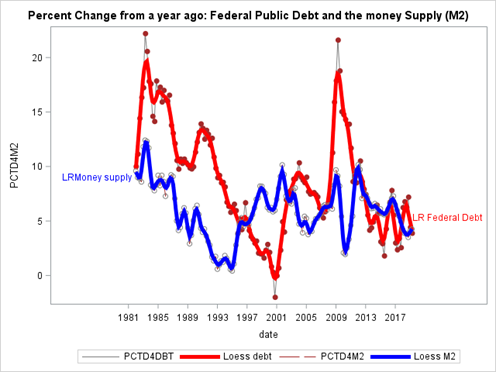 Percent Change from a year ago: Federal Public Debt and the money Supply (M2)
PCTD4M2
20
15
10
5
0
LRMoney supply
LR Federal Debt
1981 1985 1989 1993 1997 2001 2005 2009 2013 2017
date
PCTD4DBT Loess debt PCTD4M2 Loess M2